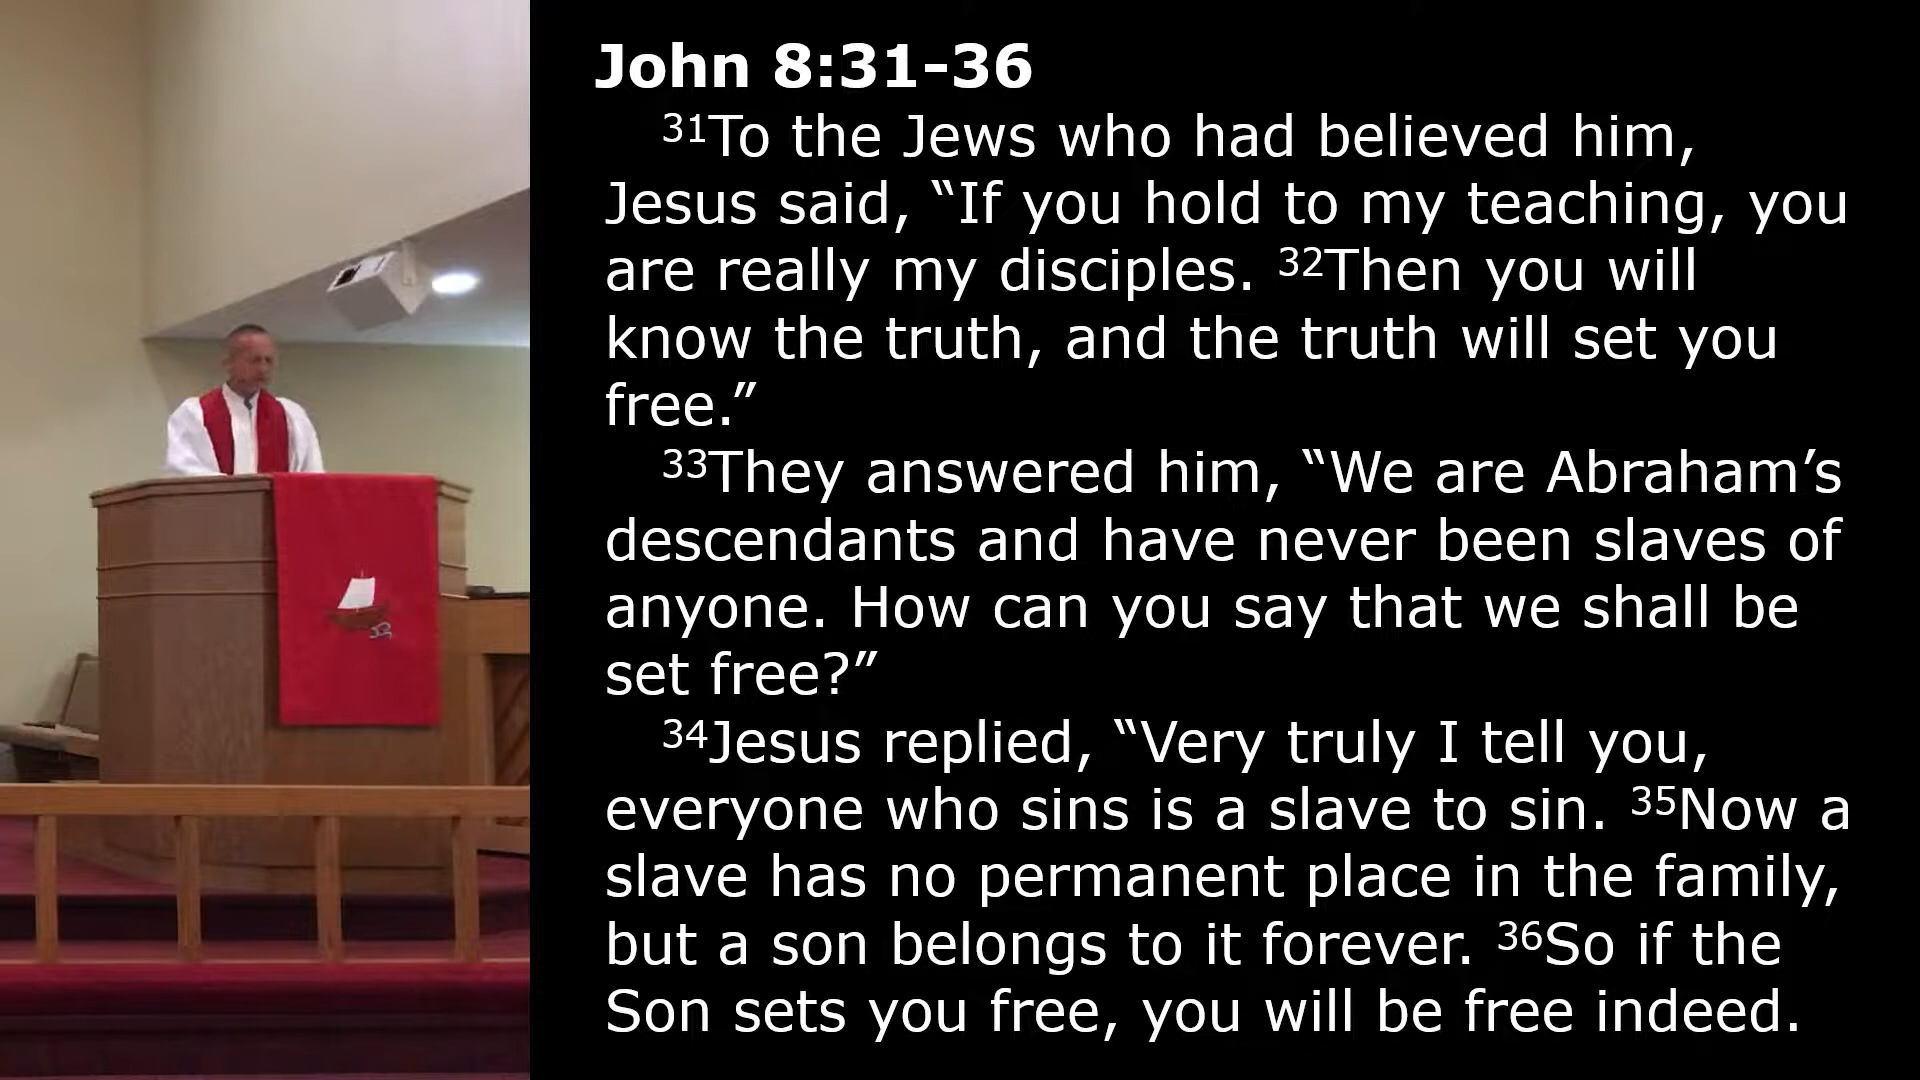 John 8:31-36
³¹To the Jews who had believed him,
Jesus said, “If you hold to my teaching, you
are really my disciples. ³²Then you will
know the truth, and the truth will set you
free.”
³³They answered him, “We are Abraham’s
descendants and have never been slaves of
anyone. How can you say that we shall be
set free?”
³⁴Jesus replied, “Very truly I tell you,
everyone who sins is a slave to sin. ³⁵Now a
slave has no permanent place in the family,
but a son belongs to it forever. ³⁶So if the
Son sets you free, you will be free indeed.